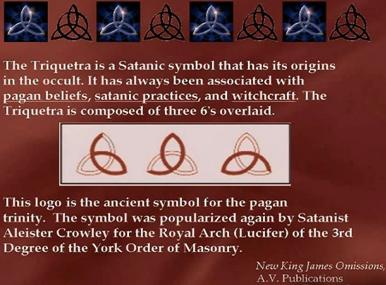 The Triquetra is a Satanic symbol that has its origins
in the occult. It has always been associated with
pagan beliefs, satanic practices, and witchcraft. The
Triquetra is composed of three 6's overlaid.
This logo is the ancient symbol for the pagan
trinity. The symbol was popularized again by Satanist
Aleister Crowley for the Royal Arch (Lucifer) of the 3rd
Degree of the York Order of Masonry.
New King James Omissions,
A.V. Publications